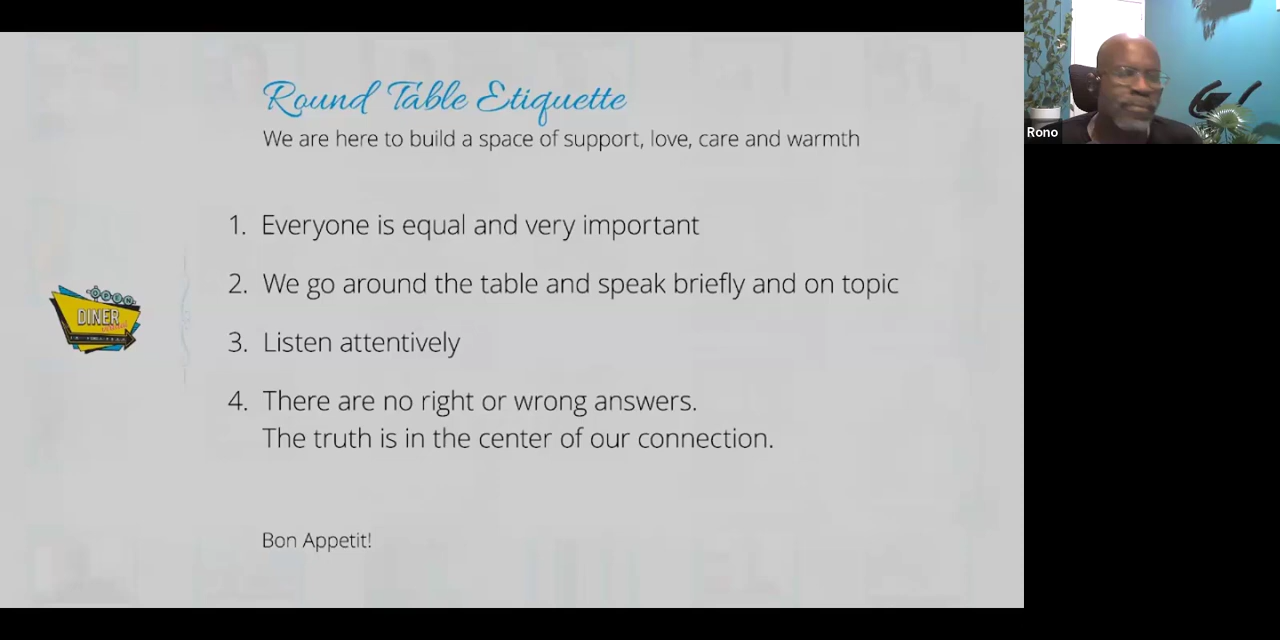 Round Table Etiquette
We are here to build a space of support, love, care and warmth
1. Everyone is equal and very important
2. We go around the table and speak briefly and on topic
3. Listen attentively
4. There are no right or wrong answers.
The truth is in the center of our connection.
Bon Appetit!
OPEN
DINER
Rono